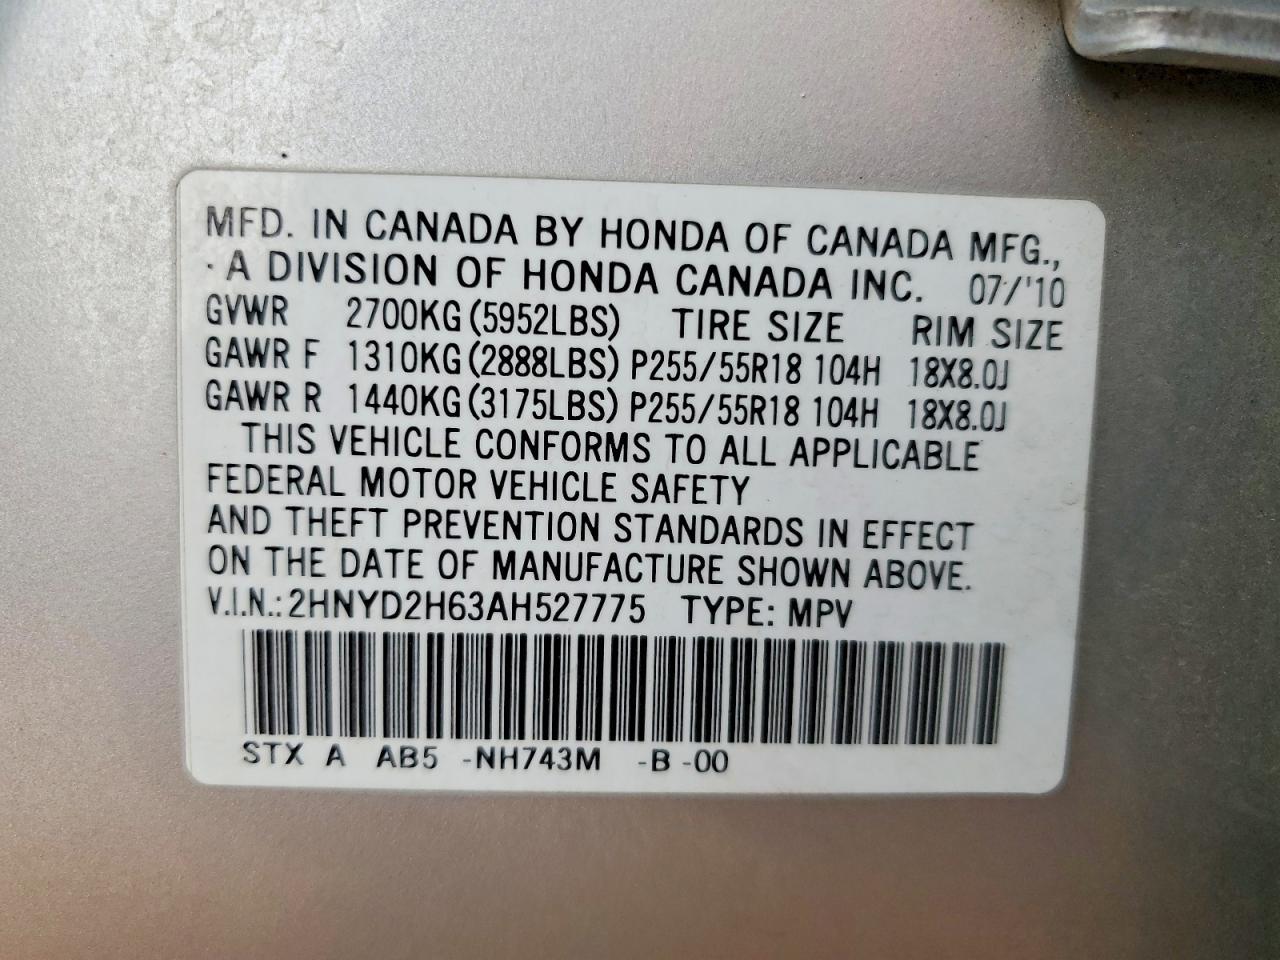 MFD. IN CANADA BY HONDA OF CANADA MFG.,
A DIVISION OF HONDA CANADA INC. 07/'10
GVWR 2700KG (5952LBS) TIRE SIZE RIM SIZE
GAWR F 1310KG (2888LBS) P255/55R18 104H 18X8.0J
GAWR R 1440KG (3175LBS) P255/55R18 104H 18X8.0J
THIS VEHICLE CONFORMS TO ALL APPLICABLE
FEDERAL MOTOR VEHICLE SAFETY
AND THEFT PREVENTION STANDARDS IN EFFECT
ON THE DATE OF MANUFACTURE SHOWN ABOVE.
V.I.N.: 2HNYD2H63AH527775 TYPE: MPV
STX A AB5 -NH743M -B -00